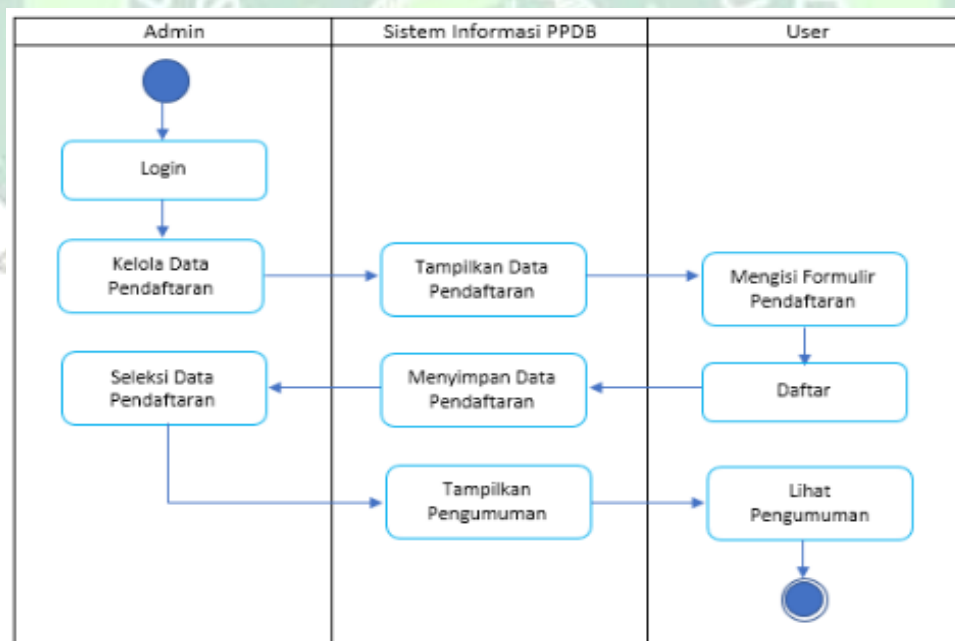 Admin
Sistem Informasi PPDB
User
Login
Kelola Data
Pendaftaran
Tampilkan Data
Pendaftaran
Mengisi Formulir
Pendaftaran
Seleksi Data
Pendaftaran
Menyimpan Data
Pendaftaran
Daftar
Tampilkan
Pengumuman
Lihat
Pengumuman